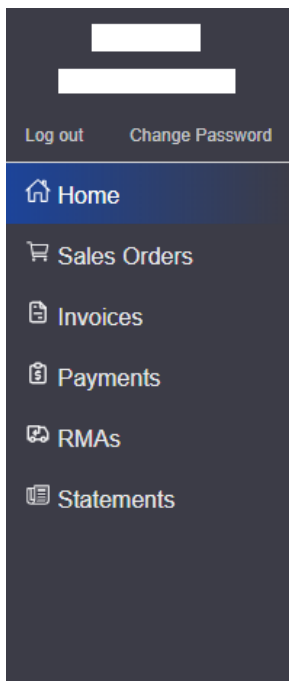 Log out Change Password
Home
Sales Orders
Invoices
Payments
RMAs
Statements